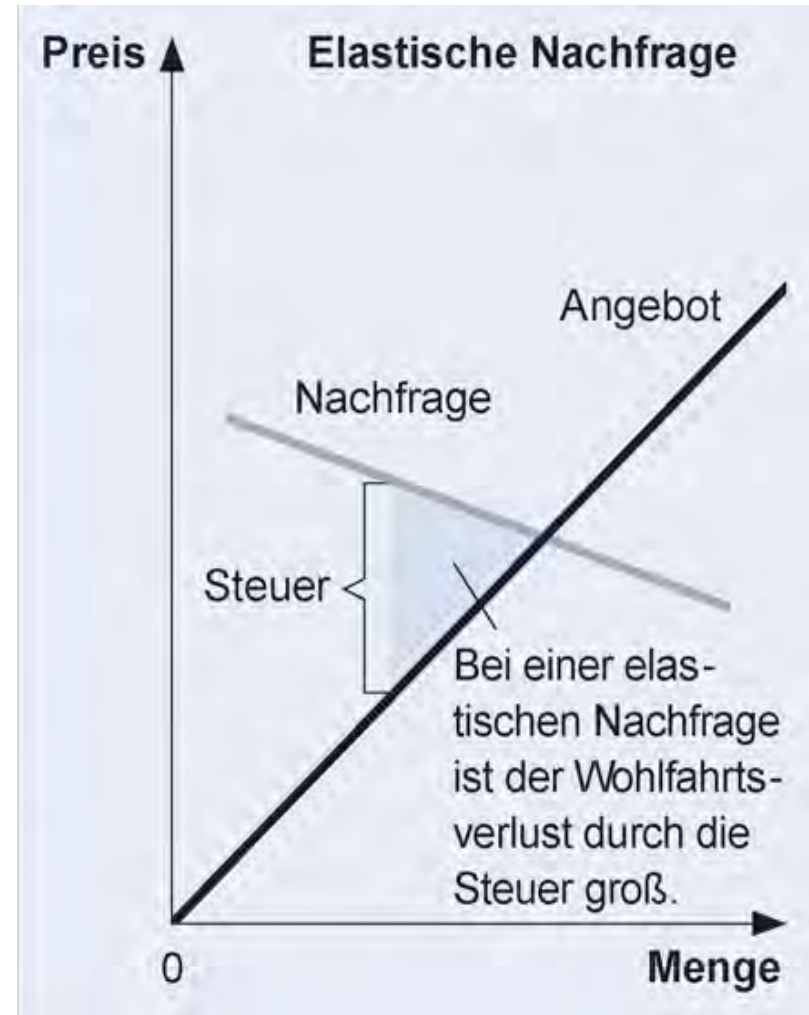 Preis
Elastische Nachfrage
Angebot
Nachfrage
Steuer
Bei einer elas-
tischen Nachfrage
ist der Wohlfahrts-
verlust durch die
Steuer groß.
0
Menge